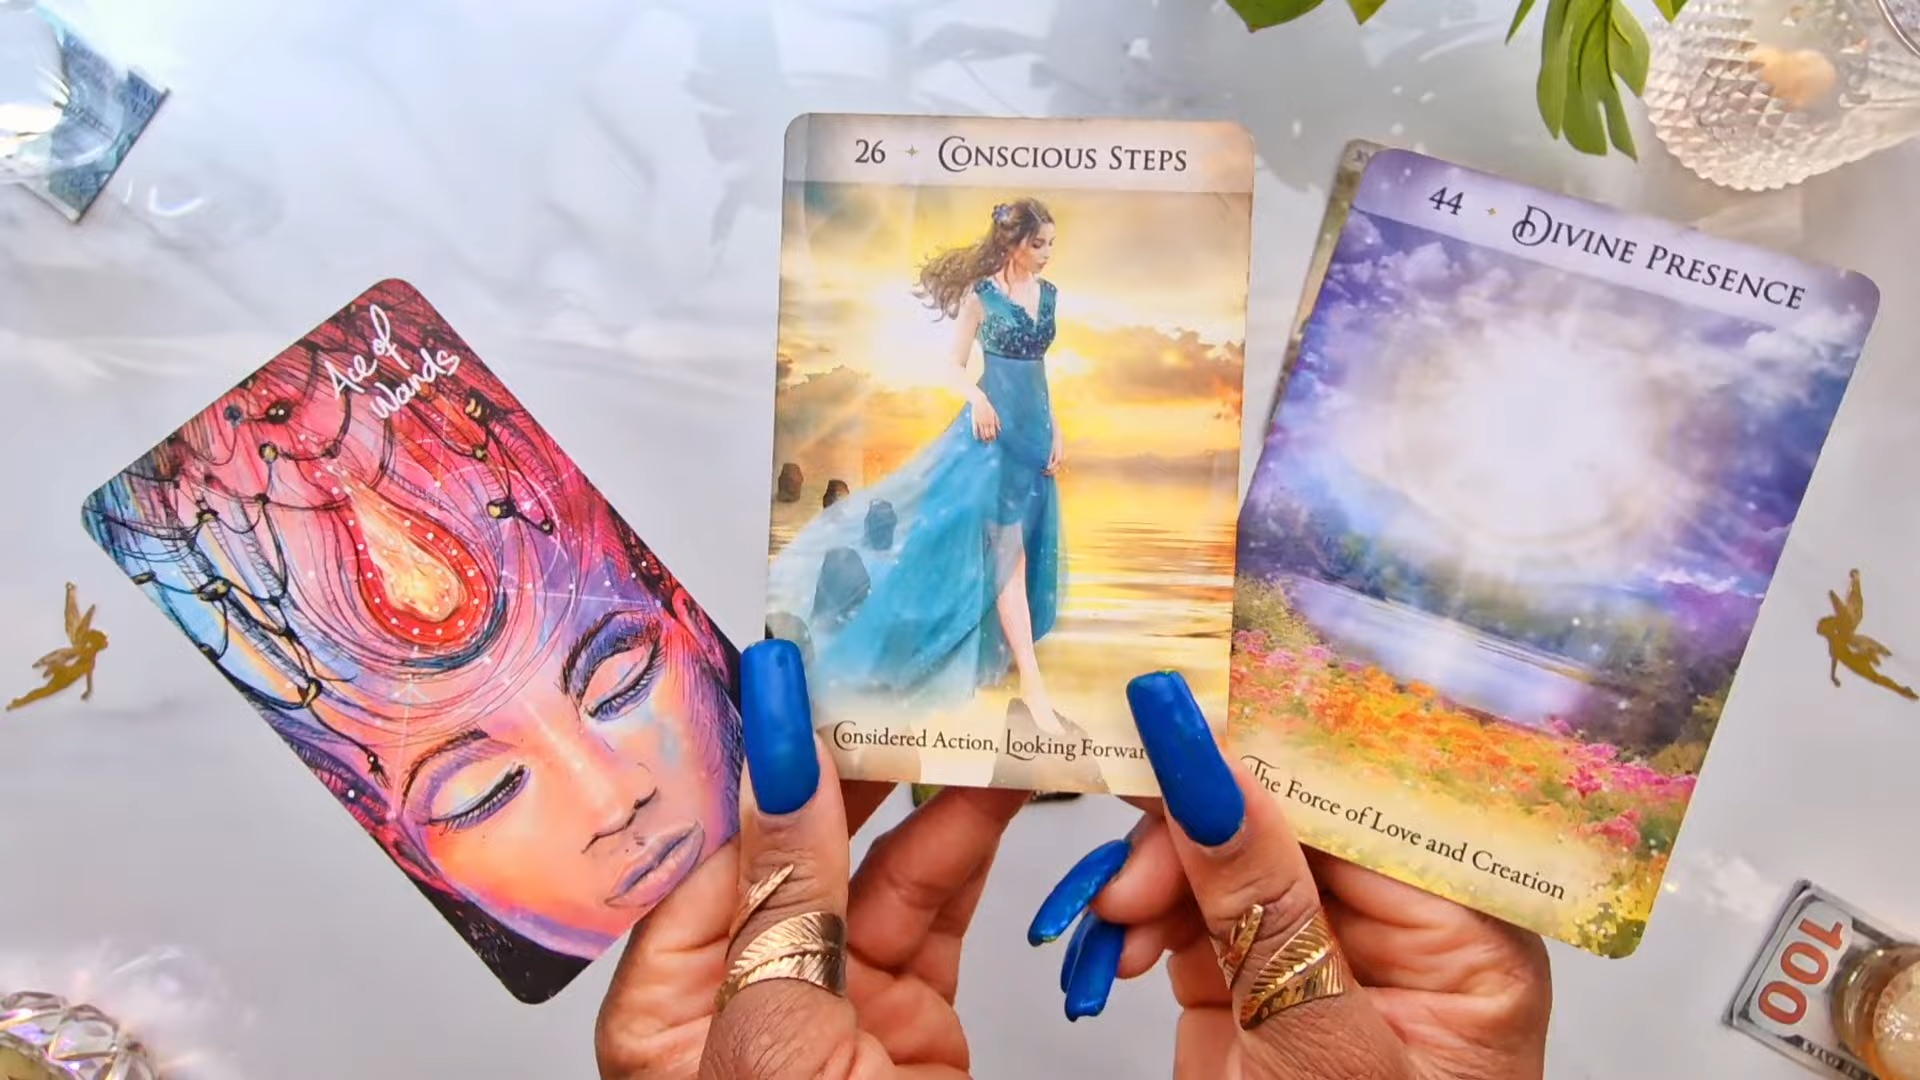 Ace of
Wands
26 ✦ Conscious Steps
Considered Action, Looking Forwar
44 ✦ Divine Presence
The Force of Love and Creation
100